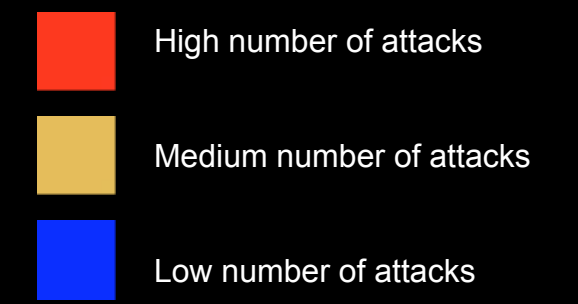 High number of attacks
Medium number of attacks
Low number of attacks